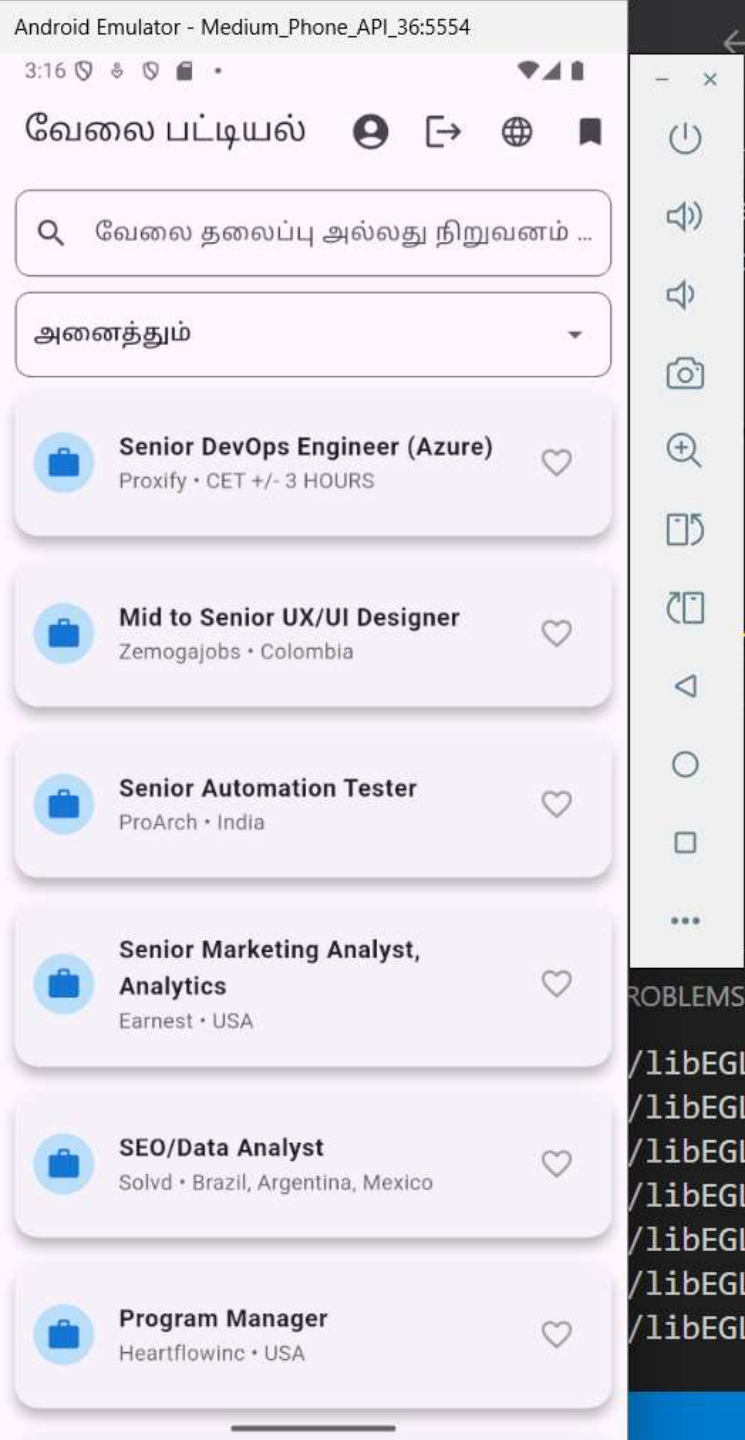 Android Emulator - Medium_Phone_API_36:5554
3:16
வேலை பட்டியல்
வேலை தலைப்பு அல்லது நிறுவனம் ...
அனைத்தும்
Senior DevOps Engineer (Azure)
Proxify • CET +/- 3 HOURS
Mid to Senior UX/UI Designer
Zemogajobs • Colombia
Senior Automation Tester
ProArch • India
Senior Marketing Analyst,
Analytics
Earnest • USA
SEO/Data Analyst
Solvd • Brazil, Argentina, Mexico
Program Manager
Heartflowinc • USA
ROBLEMS
/libEGL
/libEGL
/libEGL
/libEGL
/libEGL
/libEGL
/libEGL